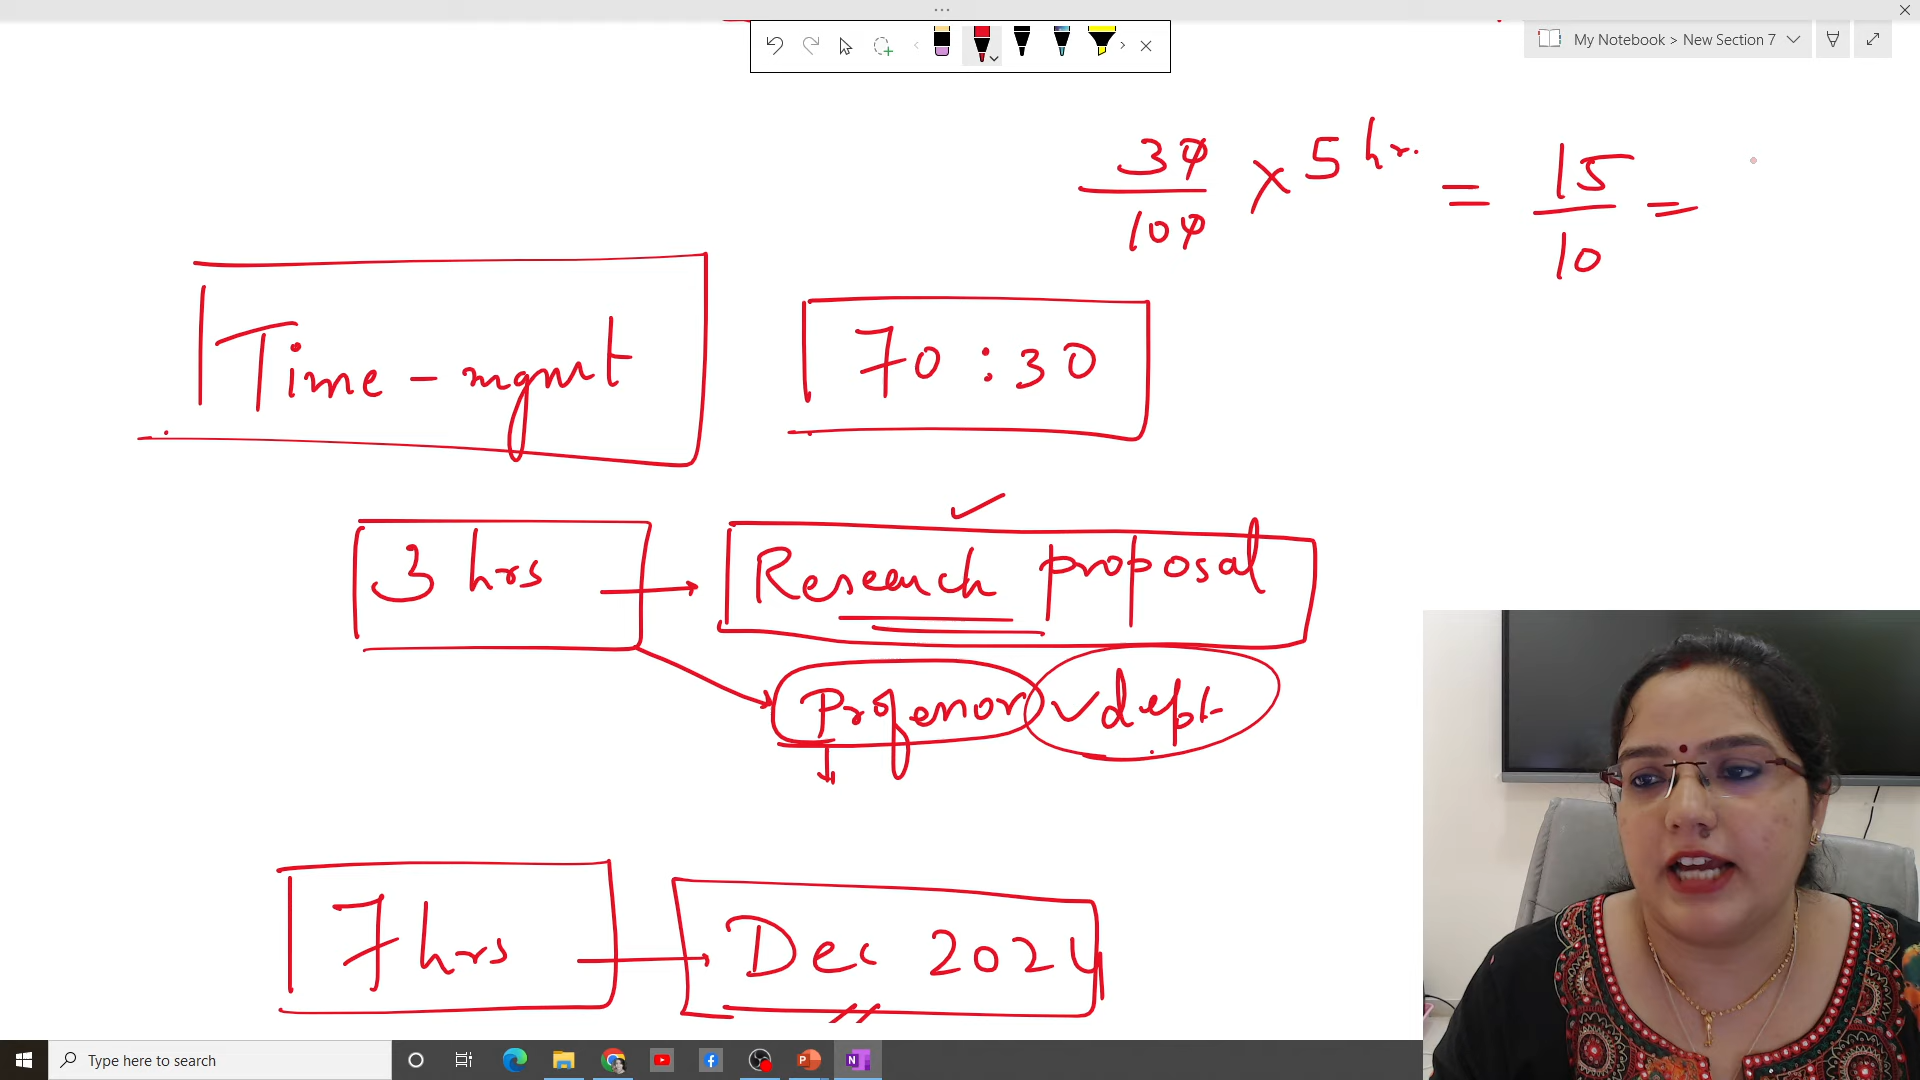 My Notebook > New Section 7
30/100 × 5 hr. = 15/10 =
Time - mgmt
70 : 30
3 hrs → Research proposal
Professor ✓ dept
7 hrs → Dec 2024
Type here to search